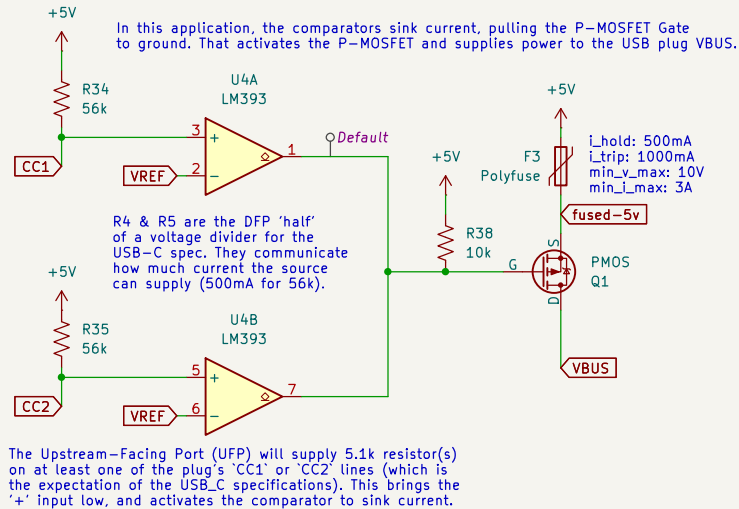 In this application, the comparators sink current, pulling the P-MOSFET Gate
to ground. That activates the P-MOSFET and supplies power to the USB plug VBUS.
+5V
R34
56k
CC1
U4A
LM393
3
+
2
-
1
VREF
Default
+5V
R38
10k
+5V
F3
Polyfuse
i_hold: 500mA
i_trip: 1000mA
min_v_max: 10V
min_i_max: 3A
fused-5v
S
G
D
PMOS
Q1
VBUS
R4 & R5 are the DFP 'half'
of a voltage divider for the
USB-C spec. They communicate
how much current the source
can supply (500mA for 56k).
+5V
R35
56k
CC2
U4B
LM393
5
+
6
-
7
VREF
The Upstream-Facing Port (UFP) will supply 5.1k resistor(s)
on at least one of the plug's `CC1` or `CC2` lines (which is
the expectation of the USB_C specifications). This brings the
'+' input low, and activates the comparator to sink current.